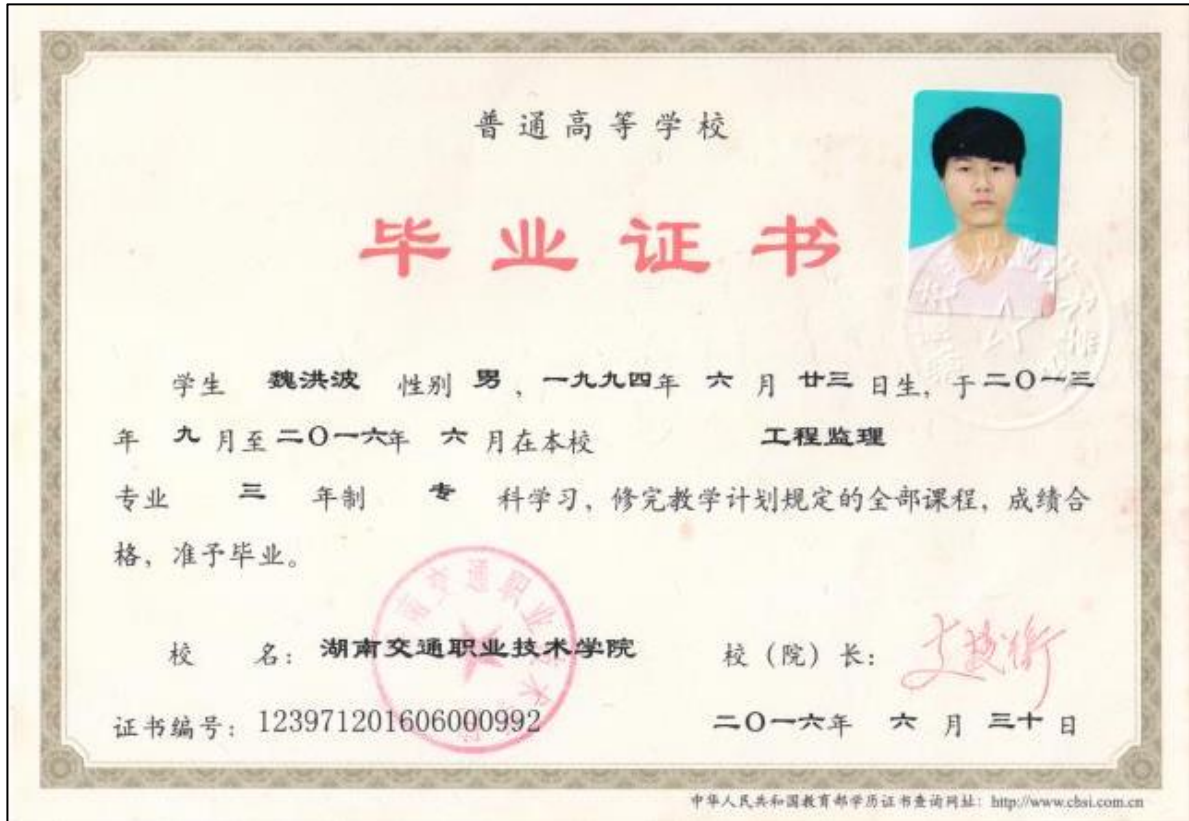 普通高等学校
毕业证书
学生 魏洪波 性别 男，一九九四年 六 月 廿三 日生，于二〇一三
年 九 月至二〇一六年 六 月在本校 工程监理
专业 三 年制 专 科学习，修完教学计划规定的全部课程，成绩合
格，准予毕业。
校 名：湖南交通职业技术学院 校（院）长：
证书编号：123971201606000992 二〇一六年 六 月 三十 日
中华人民共和国教育部学历证书查询网址：http://www.chsi.com.cn